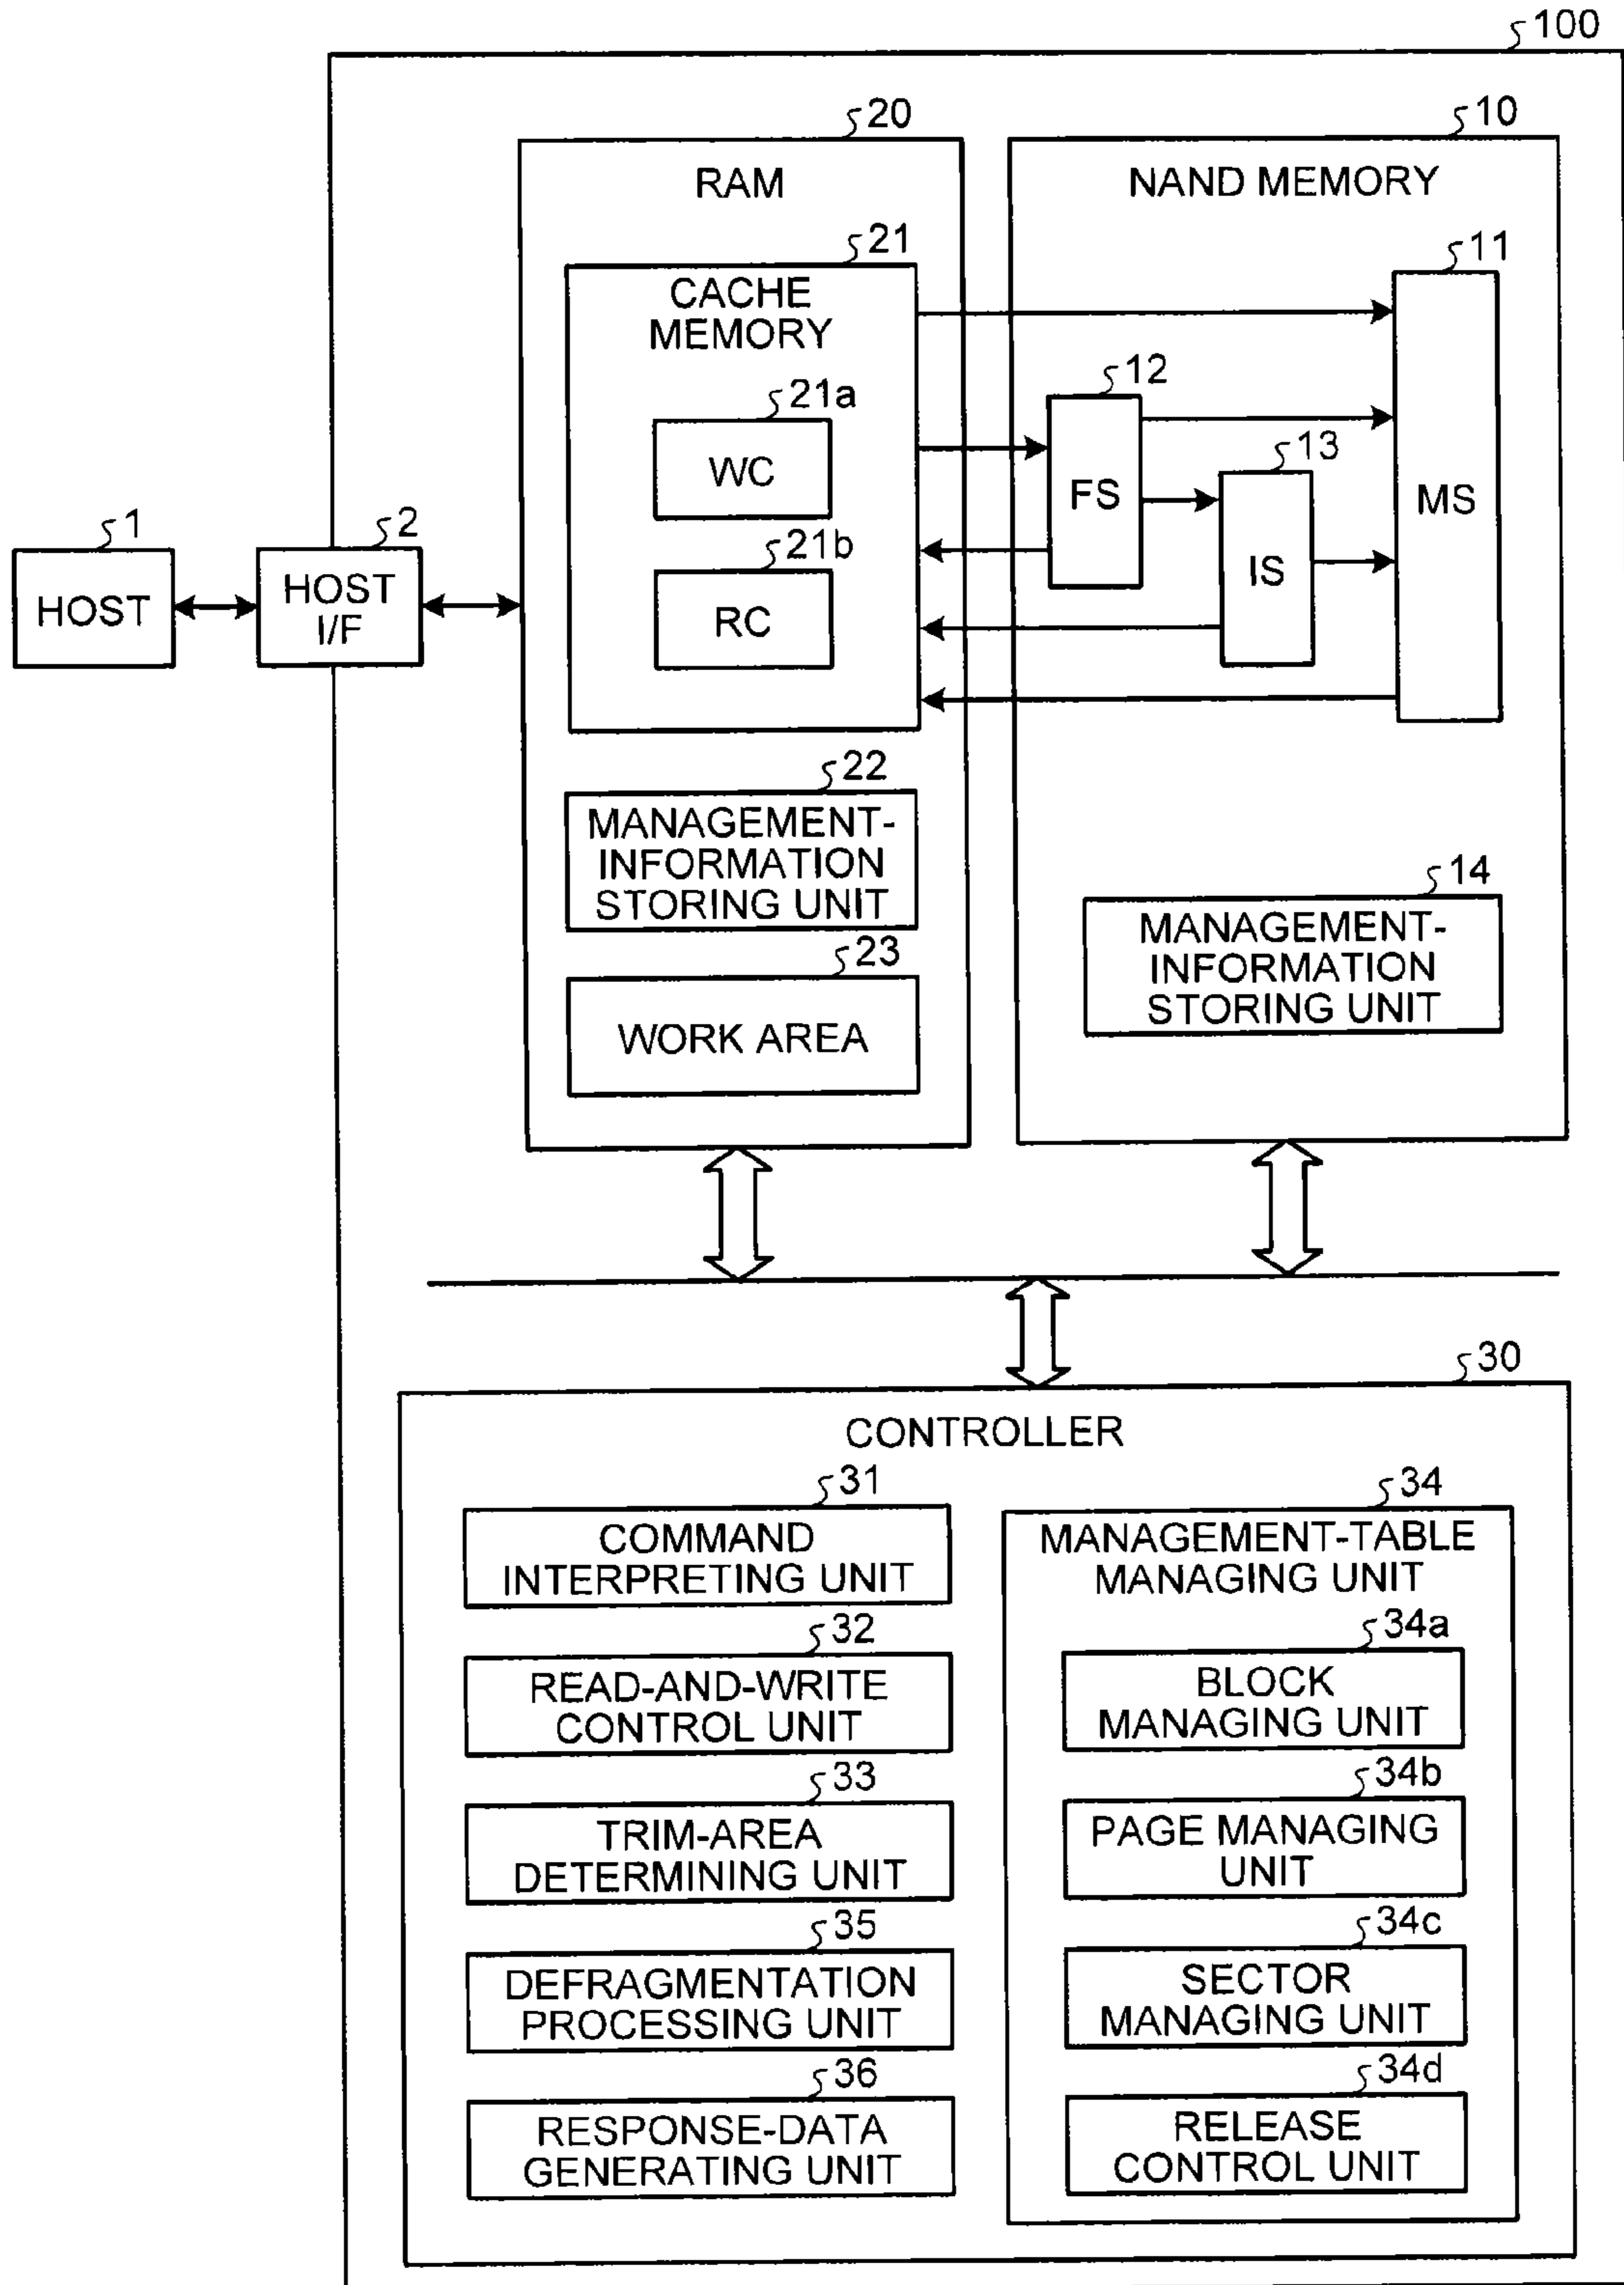 100
20
RAM
10
NAND MEMORY
21
CACHE
MEMORY
11
MS
21a
WC
12
FS
13
IS
21b
RC
1
HOST
2
HOST
I/F
22
MANAGEMENT-
INFORMATION
STORING UNIT
14
MANAGEMENT-
INFORMATION
STORING UNIT
23
WORK AREA
30
CONTROLLER
31
COMMAND
INTERPRETING UNIT
32
READ-AND-WRITE
CONTROL UNIT
33
TRIM-AREA
DETERMINING UNIT
35
DEFRAGMENTATION
PROCESSING UNIT
36
RESPONSE-DATA
GENERATING UNIT
34
MANAGEMENT-TABLE
MANAGING UNIT
34a
BLOCK
MANAGING UNIT
34b
PAGE MANAGING
UNIT
34c
SECTOR
MANAGING UNIT
34d
RELEASE
CONTROL UNIT